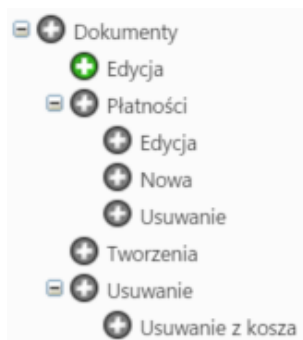 Dokumenty
Edycja
Płatności
Edycja
Nowa
Usuwanie
Tworzenia
Usuwanie
Usuwanie z kosza